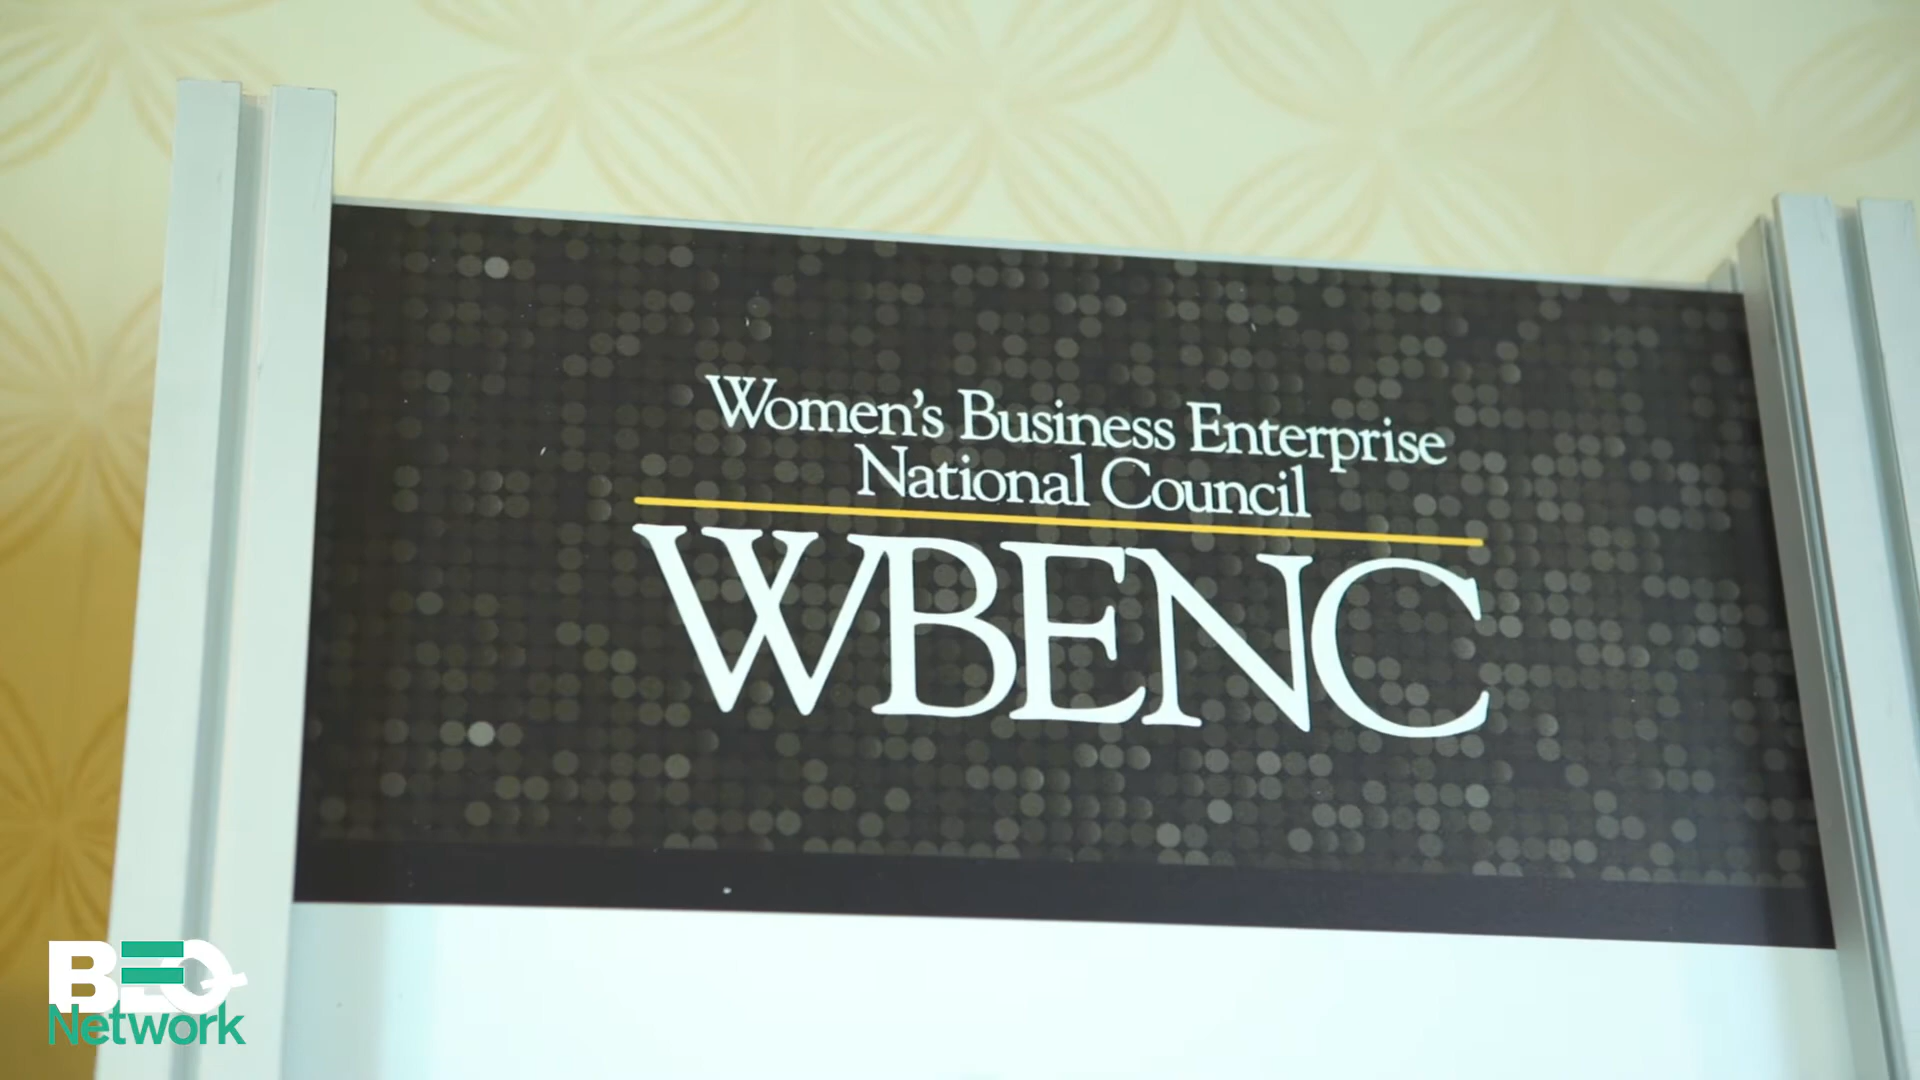 Women's Business Enterprise
National Council
WBENC
BEQ
Network